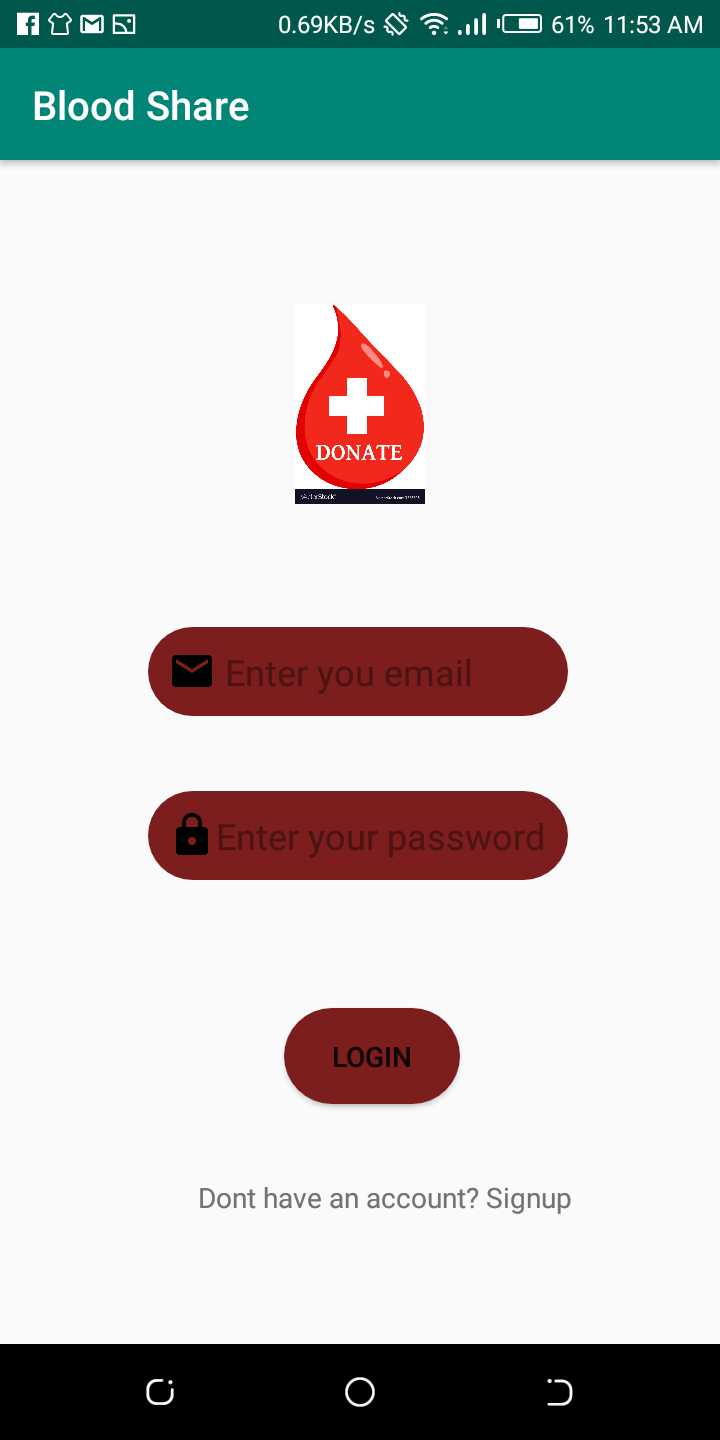 0.69KB/s 61% 11:53 AM
Blood Share
DONATE
VectorStock
Enter you email
Enter your password
LOGIN
Dont have an account? Signup